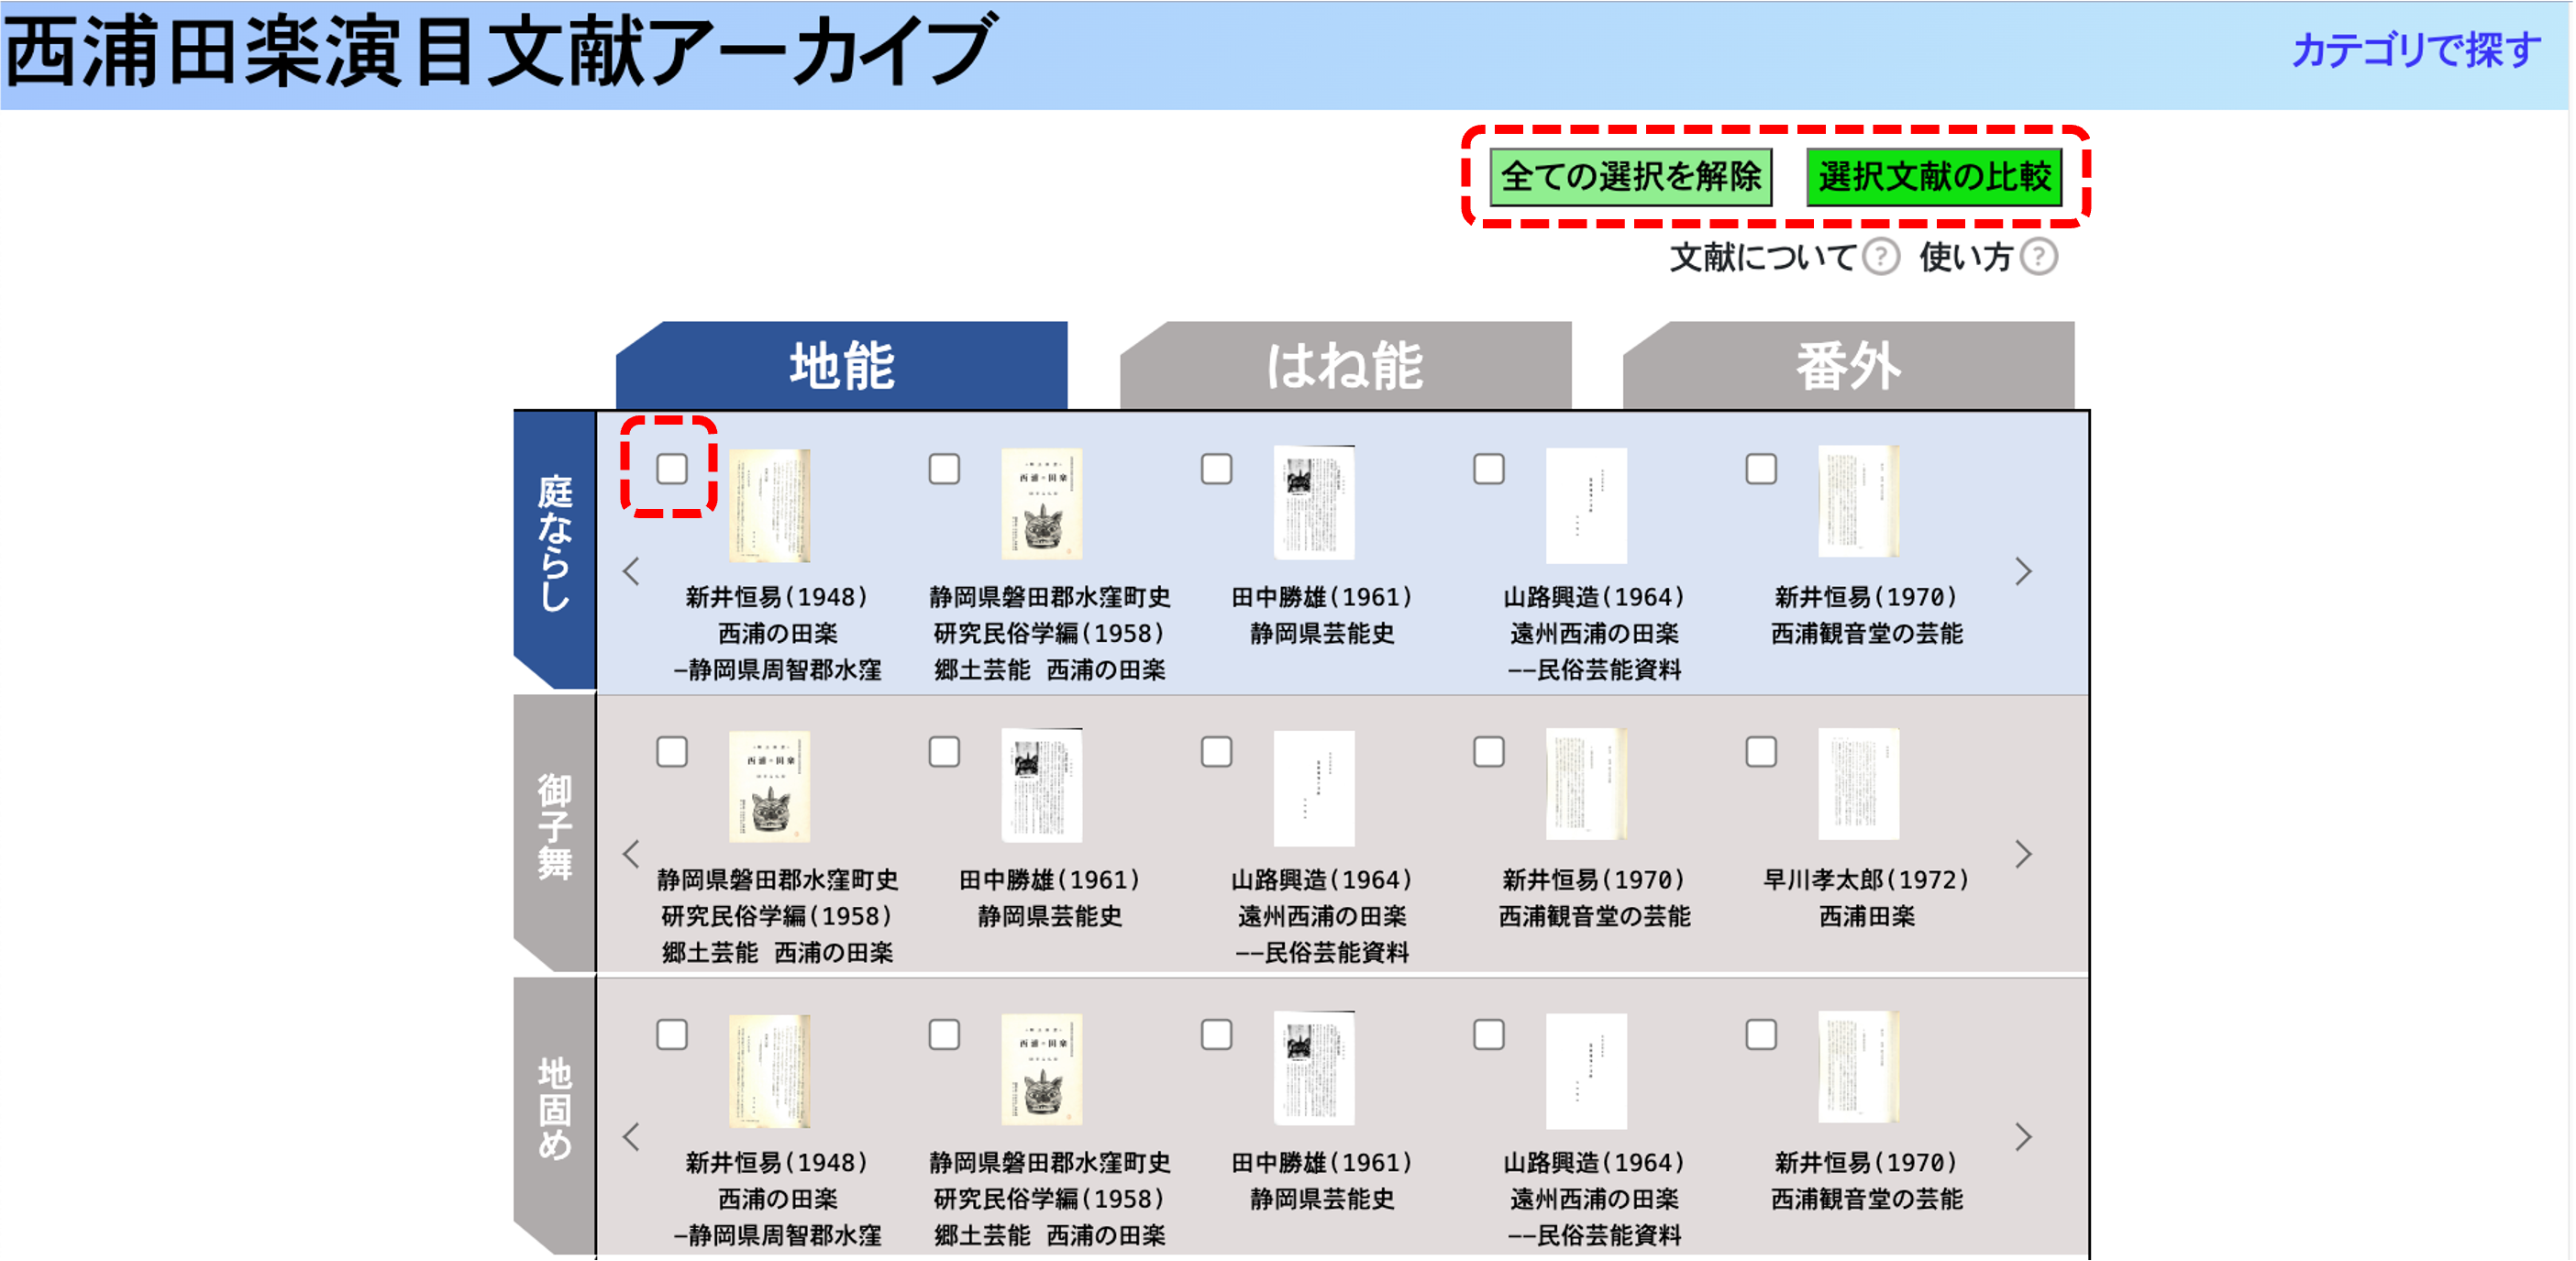 西浦田楽演目文献アーカイブ
カテゴリで探す
全ての選択を解除
選択文献の比較
文献について?
使い方?
地能
はね能
番外
庭ならし
新井恒易(1948)
西浦の田楽
−静岡県周智郡水窪
静岡県磐田郡水窪町史
研究民俗学編(1958)
郷土芸能 西浦の田楽
田中勝雄(1961)
静岡県芸能史
山路興造(1964)
遠州西浦の田楽
−−民俗芸能資料
新井恒易(1970)
西浦観音堂の芸能
御子舞
静岡県磐田郡水窪町史
研究民俗学編(1958)
郷土芸能 西浦の田楽
田中勝雄(1961)
静岡県芸能史
山路興造(1964)
遠州西浦の田楽
−−民俗芸能資料
新井恒易(1970)
西浦観音堂の芸能
早川孝太郎(1972)
西浦田楽
地固め
新井恒易(1948)
西浦の田楽
−静岡県周智郡水窪
静岡県磐田郡水窪町史
研究民俗学編(1958)
郷土芸能 西浦の田楽
田中勝雄(1961)
静岡県芸能史
山路興造(1964)
遠州西浦の田楽
−−民俗芸能資料
新井恒易(1970)
西浦観音堂の芸能